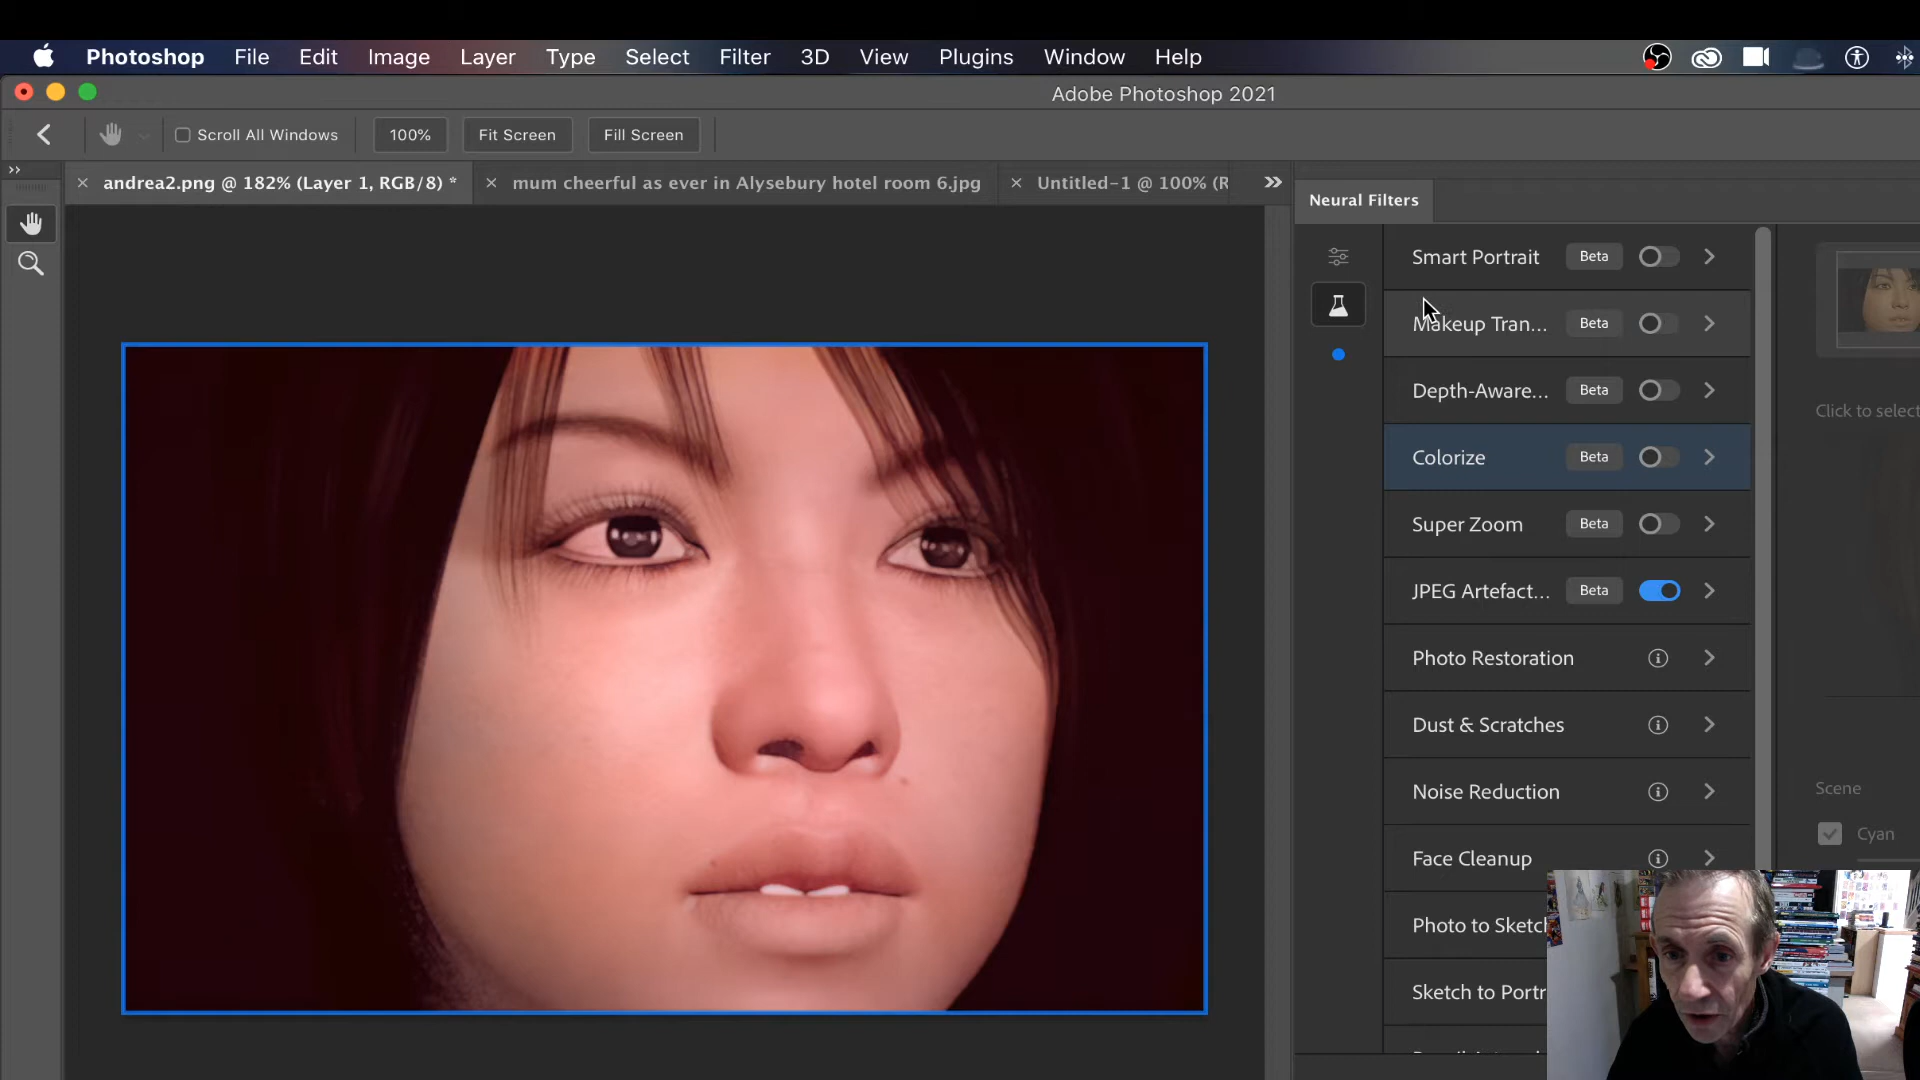 Photoshop File Edit Image Layer Type Select Filter 3D View Plugins Window Help
Adobe Photoshop 2021
Scroll All Windows 100% Fit Screen Fill Screen
andrea2.png @ 182% (Layer 1, RGB/8) * mum cheerful as ever in Alysebury hotel room 6.jpg Untitled-1 @ 100% (R
Neural Filters
Smart Portrait Beta
Makeup Tran... Beta
Depth-Aware... Beta
Click to select
Colorize Beta
Super Zoom Beta
JPEG Artefact... Beta
Photo Restoration
Dust & Scratches
Noise Reduction
Scene
Cyan
Face Cleanup
Photo to Sketc
Sketch to Portr